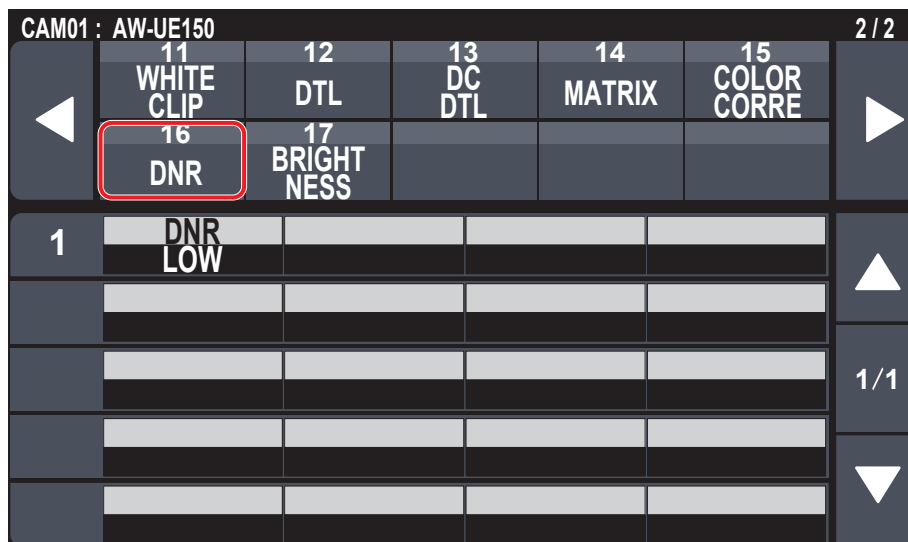 CAM01 : AW-UE150 2 / 2
11 12 13 14 15
WHITE CLIP DTL DC DTL MATRIX COLOR CORRE
16 17
DNR BRIGHT NESS
1 DNR
LOW
1/1